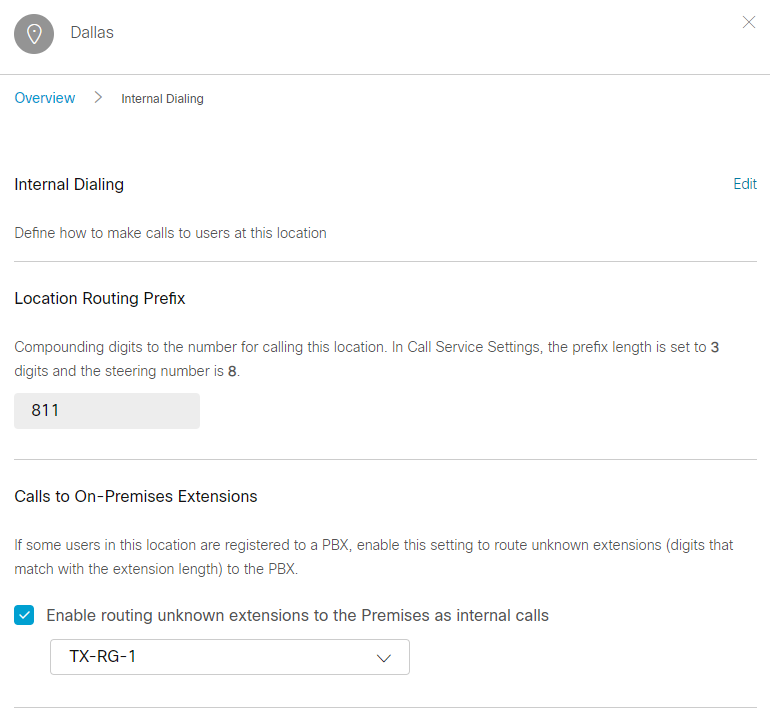 Dallas
Overview > Internal Dialing
Internal Dialing Edit
Define how to make calls to users at this location
Location Routing Prefix
Compounding digits to the number for calling this location. In Call Service Settings, the prefix length is set to 3
digits and the steering number is 8.
811
Calls to On-Premises Extensions
If some users in this location are registered to a PBX, enable this setting to route unknown extensions (digits that
match with the extension length) to the PBX.
Enable routing unknown extensions to the Premises as internal calls
TX-RG-1